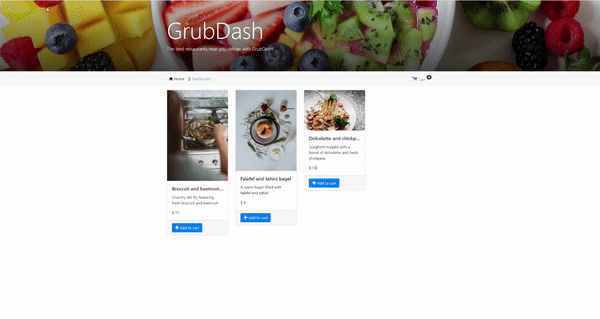 GrubDash
The best restaurants near you deliver with GrubDash!
Home Dashboard
Cart
Broccoli and beetroot...
Crunchy stir fry featuring
fresh broccoli and beetroot
$ 15
Add to cart
Falafel and tahini bagel
A warm bagel filled with
falafel and tahini
$ 6
Add to cart
Dolcelatte and chickp...
Spaghetti topped with a
blend of dolcelatte and fresh
chickpeas
Add to cart